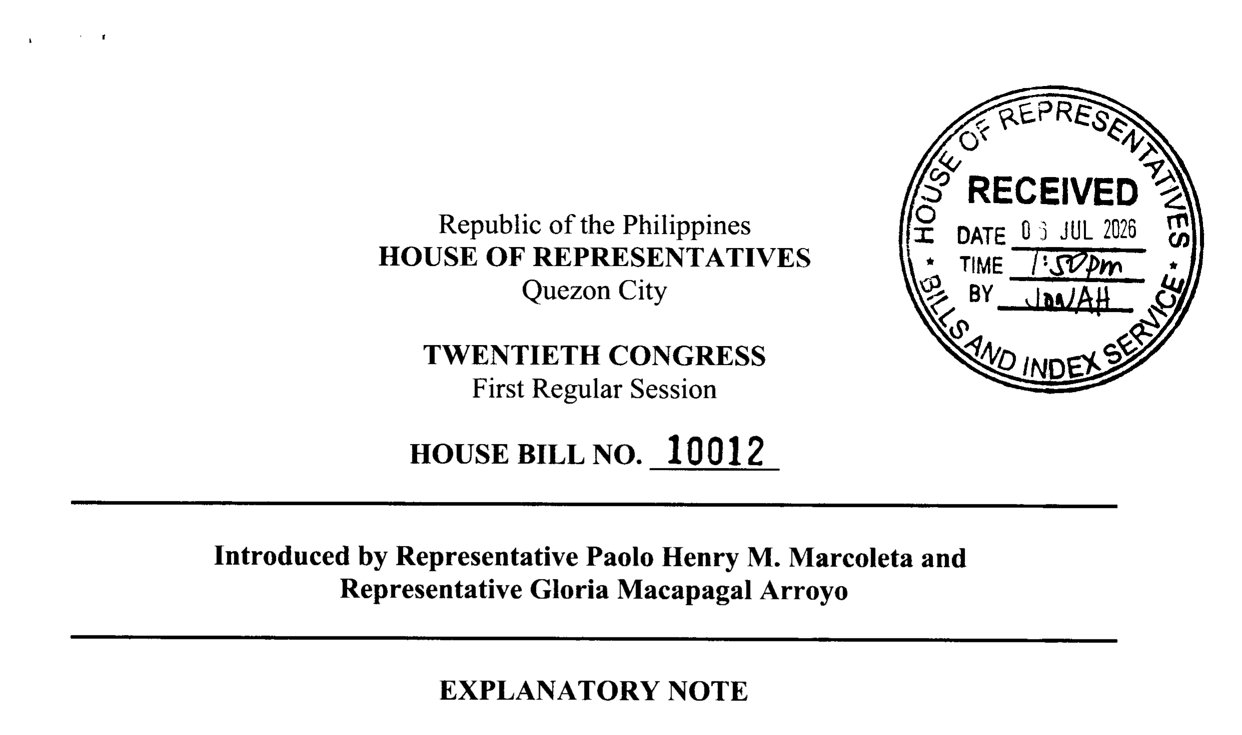 Republic of the Philippines
HOUSE OF REPRESENTATIVES
Quezon City
HOUSE OF REPRESENTATIVES
RECEIVED
DATE 06 JUL 2026
TIME 1:50pm
BY JONAH
BILLS AND INDEX SERVICE
TWENTIETH CONGRESS
First Regular Session
HOUSE BILL NO. 10012
Introduced by Representative Paolo Henry M. Marcoleta and
Representative Gloria Macapagal Arroyo
EXPLANATORY NOTE